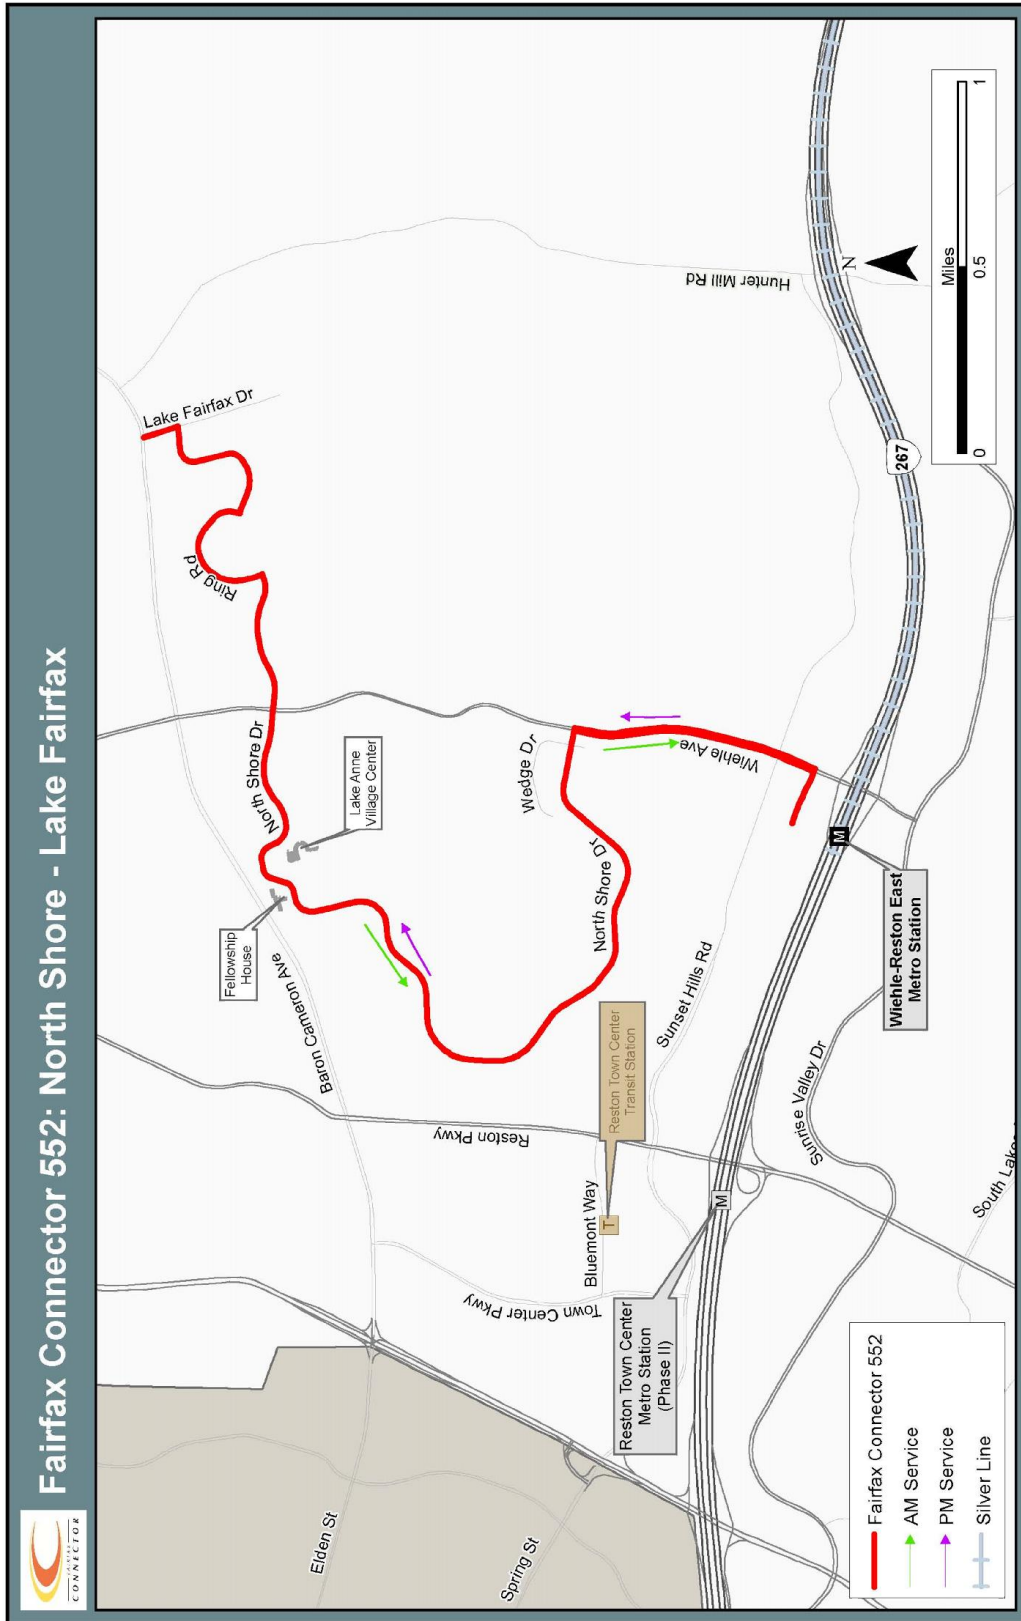 Fairfax Connector 552: North Shore - Lake Fairfax
FAIRFAX
CONNECTOR
Elden St
Spring St
Baron Cameron Ave
Reston Pkwy
Town Center Pkwy
Bluemont Way
T
Reston Town Center
Transit Station
Reston Town Center
Metro Station
(Phase II)
M
Fellowship
House
Lake Anne
Village Center
North Shore Dr
Ring Rd
Lake Fairfax Dr
Wedge Dr
North Shore Dr
Wiehle Ave
Sunset Hills Rd
Hunter Mill Rd
M
Wiehle-Reston East
Metro Station
Sunrise Valley Dr
South Lakes
267
N
Miles
0
0.5
1
Fairfax Connector 552
AM Service
PM Service
Silver Line